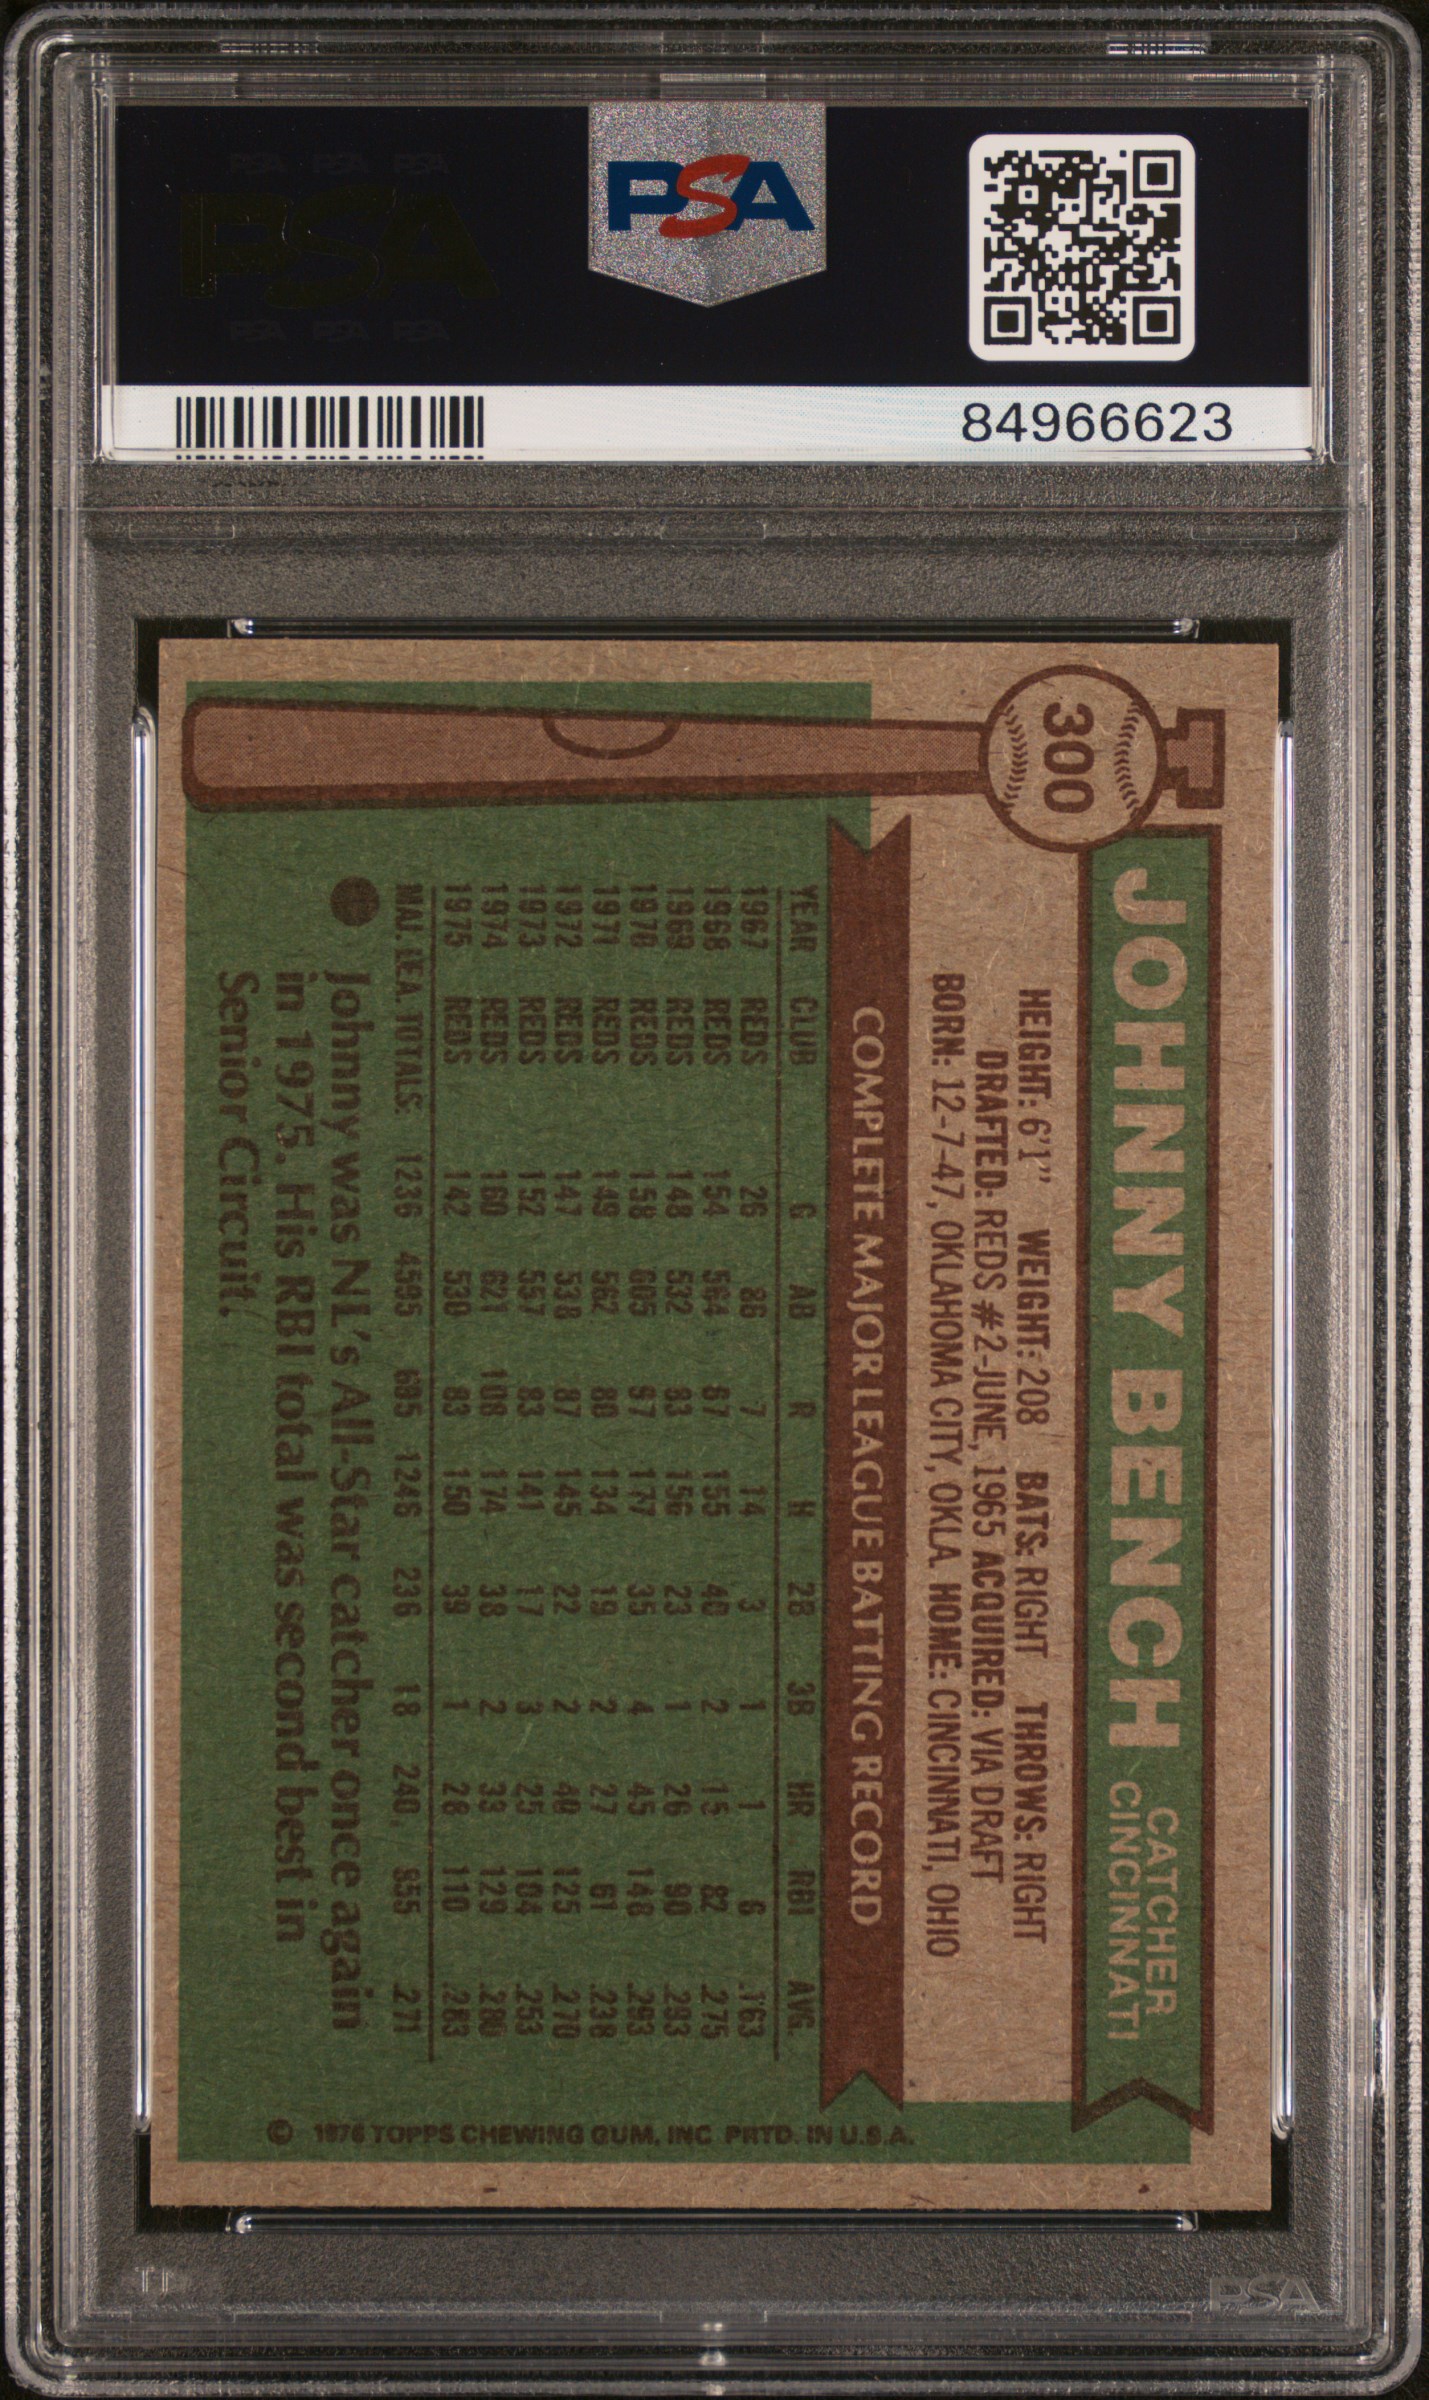 PSA PSA PSA
PSA
PSA PSA PSA
PSA
84966623
300
JOHNNY BENCH
CATCHER
CINCINNATI
HEIGHT: 6'1" WEIGHT: 208 BATS: RIGHT THROWS: RIGHT
DRAFTED: REDS #2-JUNE, 1965 ACQUIRED: VIA DRAFT
BORN: 12-7-47, OKLAHOMA CITY, OKLA. HOME: CINCINNATI, OHIO
COMPLETE MAJOR LEAGUE BATTING RECORD
YEAR CLUB G AB R H 2B 3B HR RBI AVG.
1967 REDS 26 86 7 14 3 1 1 6 .163
1968 REDS 154 564 67 155 40 2 15 82 .275
1969 REDS 148 532 83 156 23 1 26 90 .293
1970 REDS 158 605 97 177 35 4 45 148 .293
1971 REDS 149 562 80 134 19 2 27 61 .238
1972 REDS 147 538 87 145 22 2 40 125 .270
1973 REDS 152 557 83 141 17 3 25 104 .253
1974 REDS 160 621 108 174 38 2 33 129 .280
1975 REDS 142 530 83 150 39 1 28 110 .283
MAJ. LEA. TOTALS: 1236 4595 695 1246 236 18 240 855 .271
Johnny was NL's All-Star catcher once again
in 1975. His RBI total was second best in
Senior Circuit.
© 1976 TOPPS CHEWING GUM, INC. PRTD. IN U.S.A.
PSA